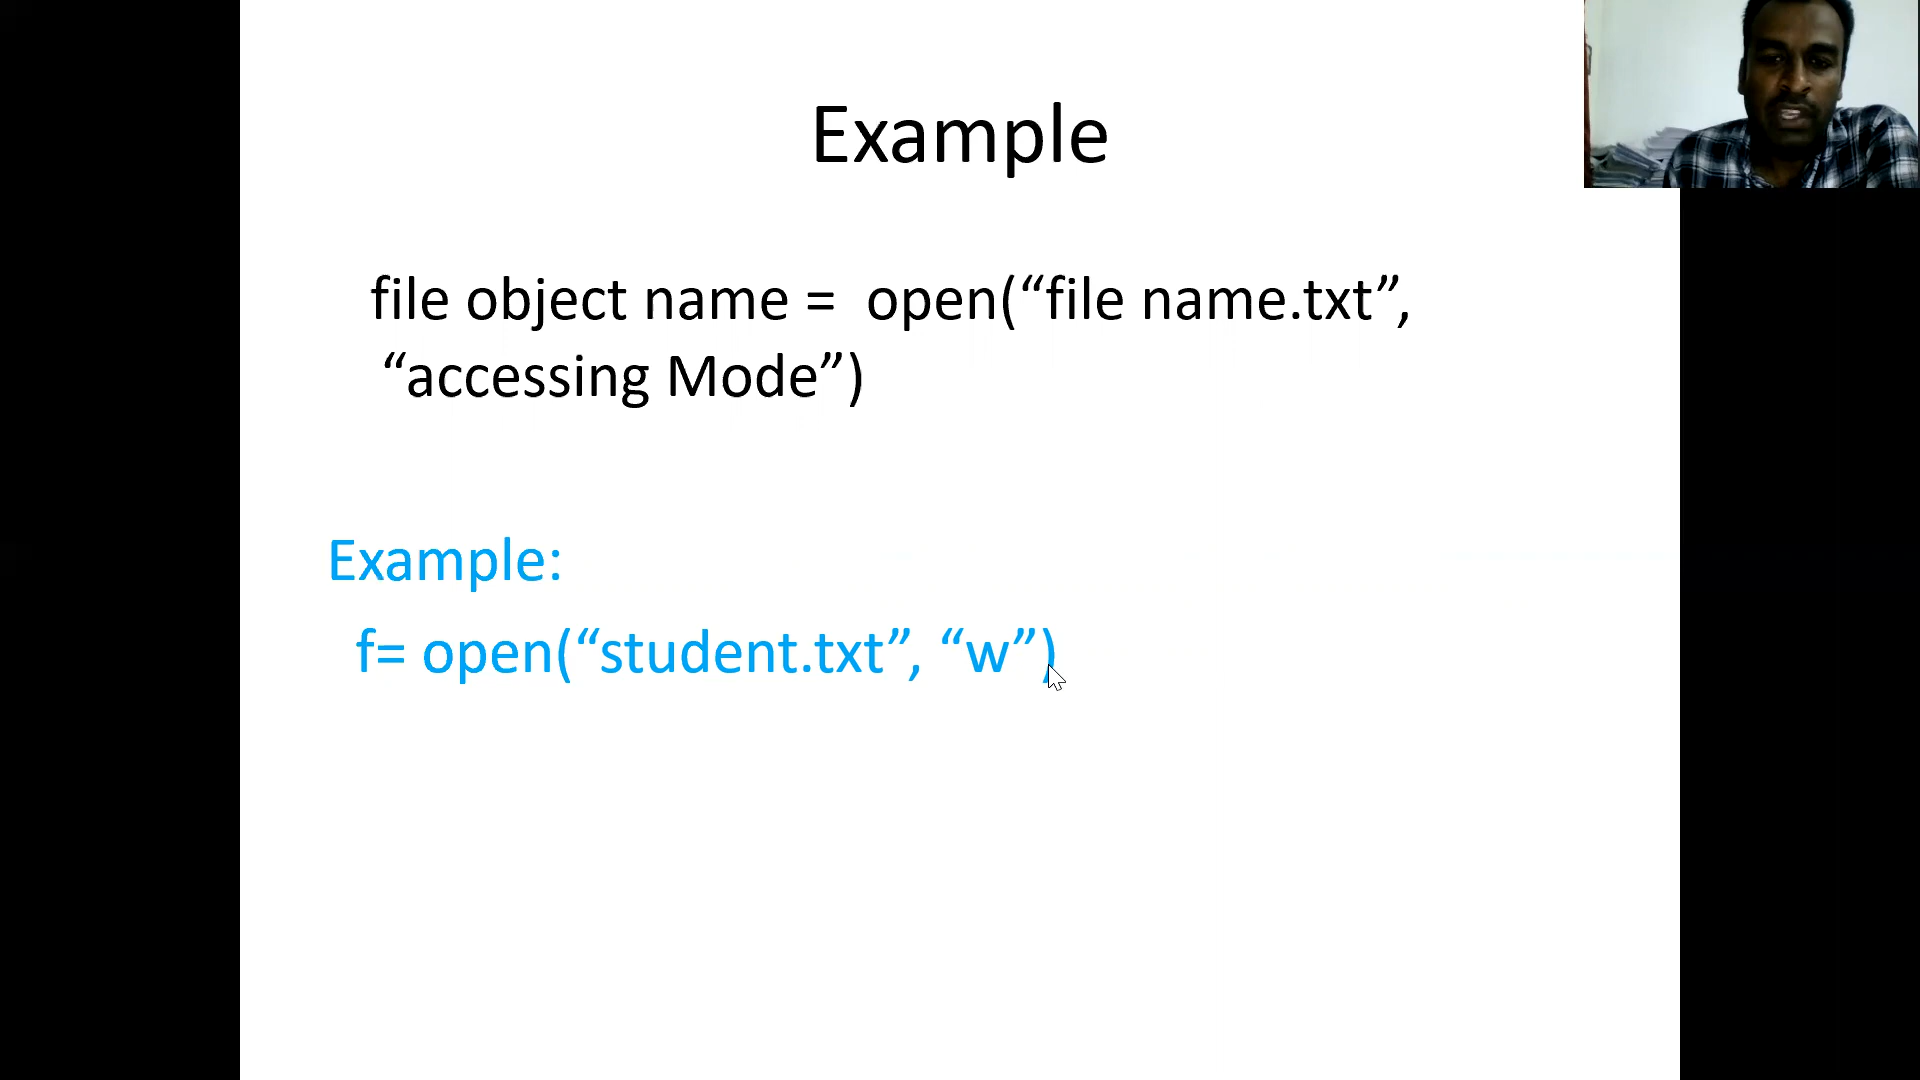 Example
file object name =  open(“file name.txt”,
“accessing Mode”)
Example:
f= open(“student.txt”, “w”)